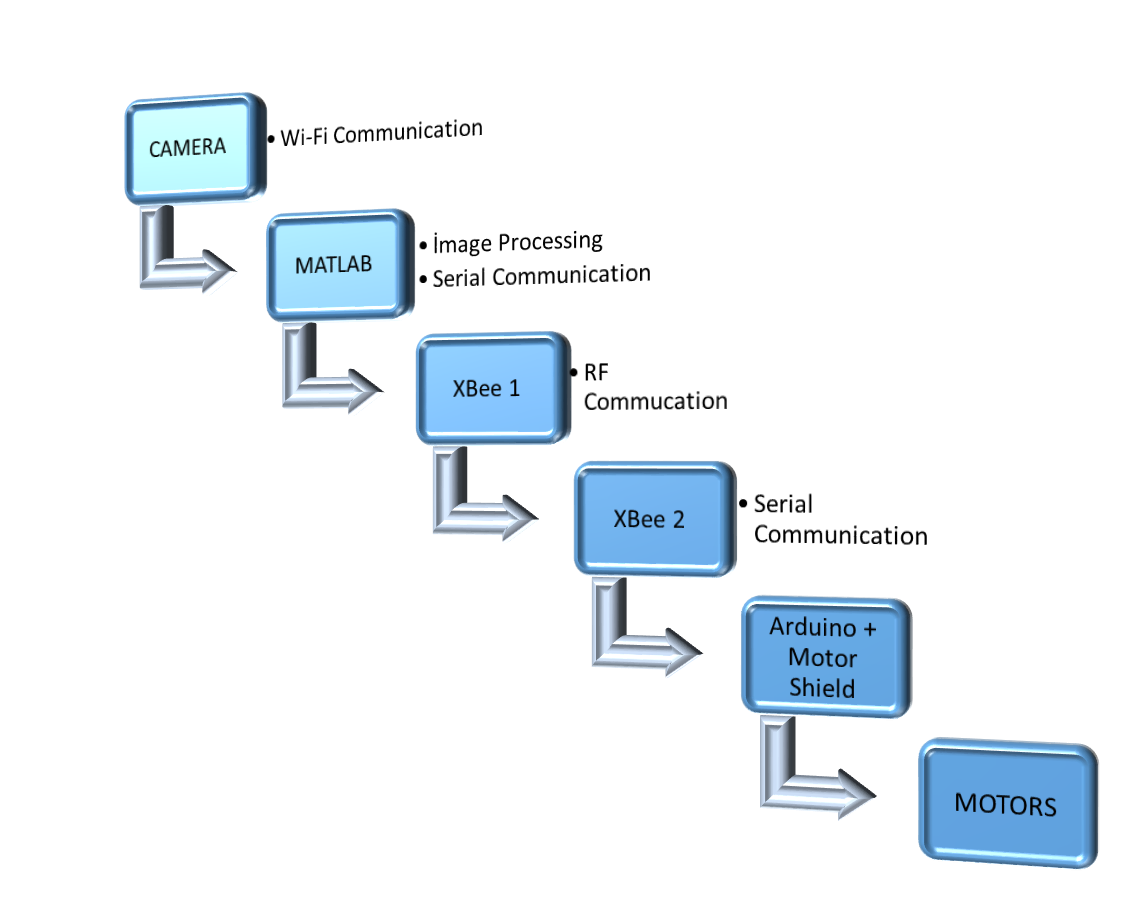 CAMERA
• Wi-Fi Communication
MATLAB
• İmage Processing
• Serial Communication
XBee 1
• RF
Commucation
XBee 2
• Serial
Communication
Arduino +
Motor
Shield
MOTORS